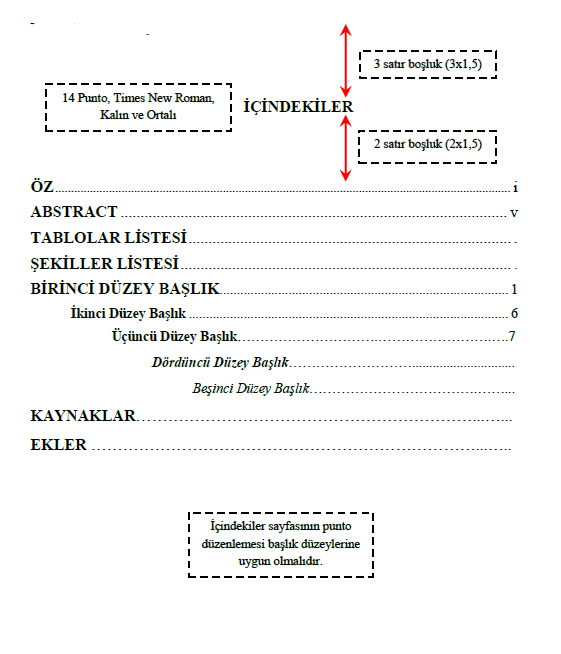 3 satır boşluk (3x1,5)
14 Punto, Times New Roman,
Kalın ve Ortalı
İÇİNDEKİLER
2 satır boşluk (2x1,5)
ÖZ.......................................................................................................................... i
ABSTRACT ........................................................................................................ v
TABLOLAR LİSTESİ........................................................................................ .
ŞEKİLLER LİSTESİ.......................................................................................... .
BİRİNCİ DÜZEY BAŞLIK.............................................................................. 1
İkinci Düzey Başlık ....................................................................................... 6
Üçüncü Düzey Başlık……………………………………………….….7
Dördüncü Düzey Başlık……………………...............................
Beşinci Düzey Başlık……………………………….……...
KAYNAKLAR………………………………………………………..…...
EKLER ……………………………………………………………..…..
İçindekiler sayfasının punto
düzenlemesi başlık düzeylerine
uygun olmalıdır.